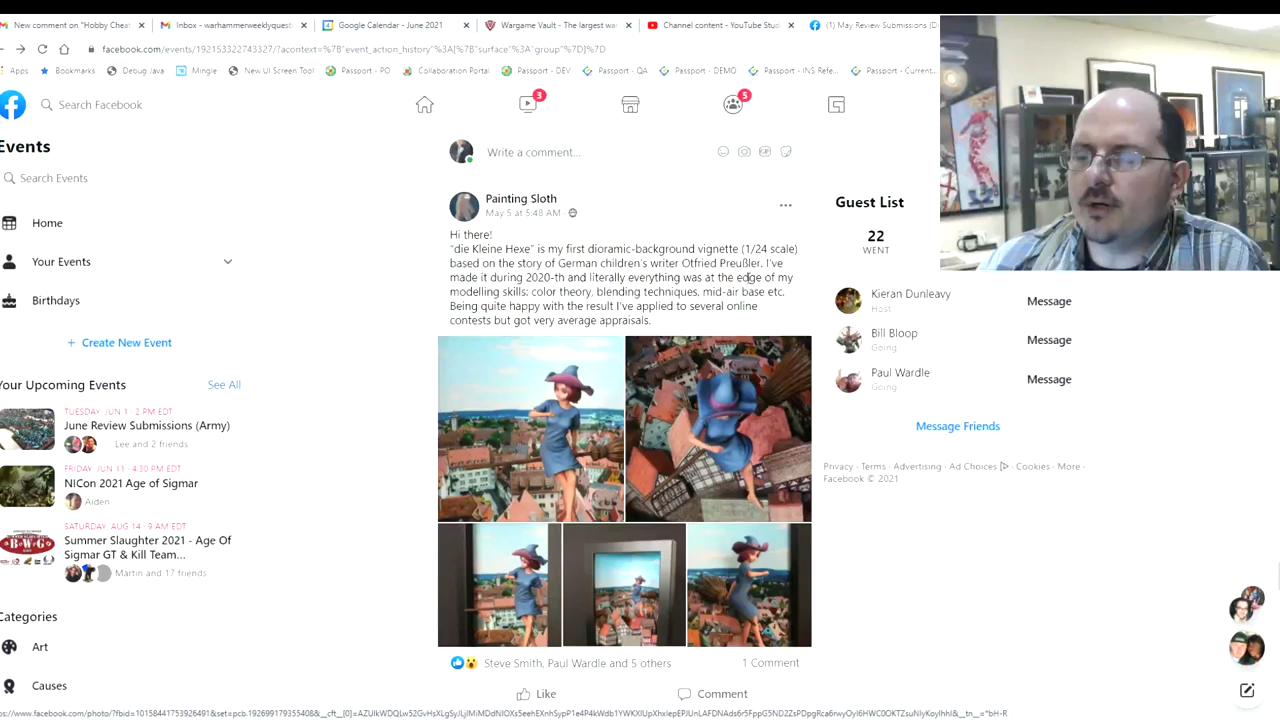 New comment on "Hobby Cheat
Inbox - warhammerweeklyquest
Google Calendar - June 2021
Wargame Vault - The largest wa
Channel content - YouTube Stud
(1) May Review Submissions (D
facebook.com/events/192153322743327/?acontext=%7B"event_action_history"%3A[%7B"surface"%3A"group"%7D]%7D
Apps
Bookmarks
Debug Java
Mingle
New UI Screen Tool
Passport - PO
Collaboration Portal
Passport - DEV
Passport - QA
Passport - DEMO
Passport - INS Refe...
Passport - Current...
Search Facebook
3
5
Events
Search Events
Home
Your Events
Birthdays
+ Create New Event
Your Upcoming Events
See All
TUESDAY, JUN 1 · 2 PM EDT
June Review Submissions (Army)
Lee and 2 friends
FRIDAY, JUN 11 · 4:30 PM EDT
NICon 2021 Age of Sigmar
Aiden
SATURDAY, AUG 14 · 9 AM EDT
Summer Slaughter 2021 - Age Of
Sigmar GT & Kill Team...
Martin and 17 friends
Categories
Art
Causes
Write a comment...
Painting Sloth
May 5 at 5:48 AM
Hi there!
"die Kleine Hexe" is my first dioramic-background vignette (1/24 scale)
based on the story of German children's writer Otfried Preußler. I've
made it during 2020-th and literally everything was at the edge of my
modelling skills: color theory, blending techniques, mid-air base etc.
Being quite happy with the result I've applied to several online
contests but got very average appraisals.
Steve Smith, Paul Wardle and 5 others
1 Comment
Like
Comment
Guest List
22
WENT
Kieran Dunleavy
Host
Message
Bill Bloop
Going
Message
Paul Wardle
Going
Message
Message Friends
Privacy · Terms · Advertising · Ad Choices · Cookies · More ·
Facebook © 2021